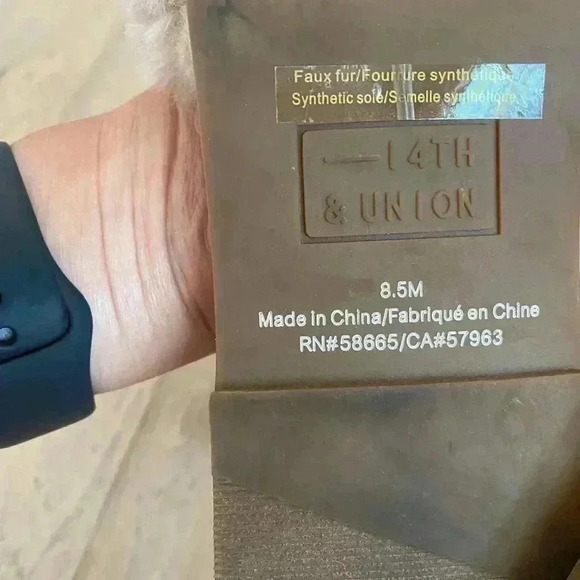 Faux fur/Fourrure synthétique
Synthetic sole/Semelle synthétique
14TH
& UNION
8.5M
Made in China/Fabriqué en Chine
RN#58665/CA#57963